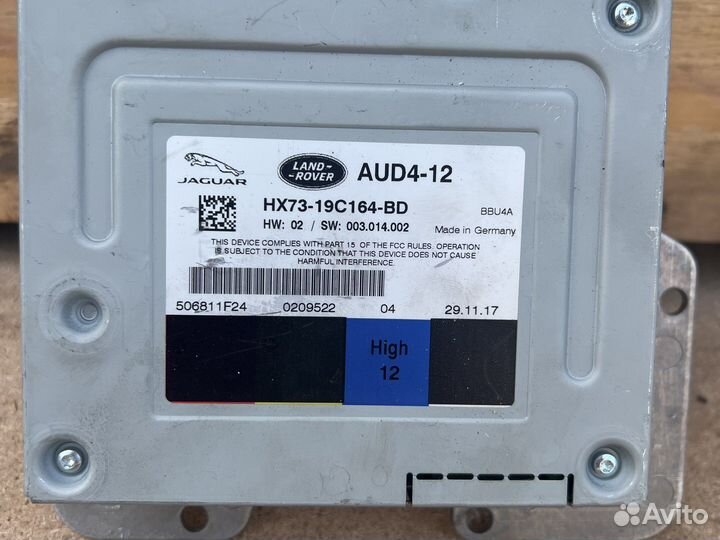 JAGUAR
LAND-
-ROVER
AUD4-12
HX73-19C164-BD
BBU4A
HW: 02 / SW: 003.014.002
Made in Germany
THIS DEVICE COMPLIES WITH PART 15 OF THE FCC RULES. OPERATION
IS SUBJECT TO THE CONDITION THAT THIS DEVICE DOES NOT CAUSE
HARMFUL INTERFERENCE
506811F24 0209522 04 29.11.17
High
12
Avito